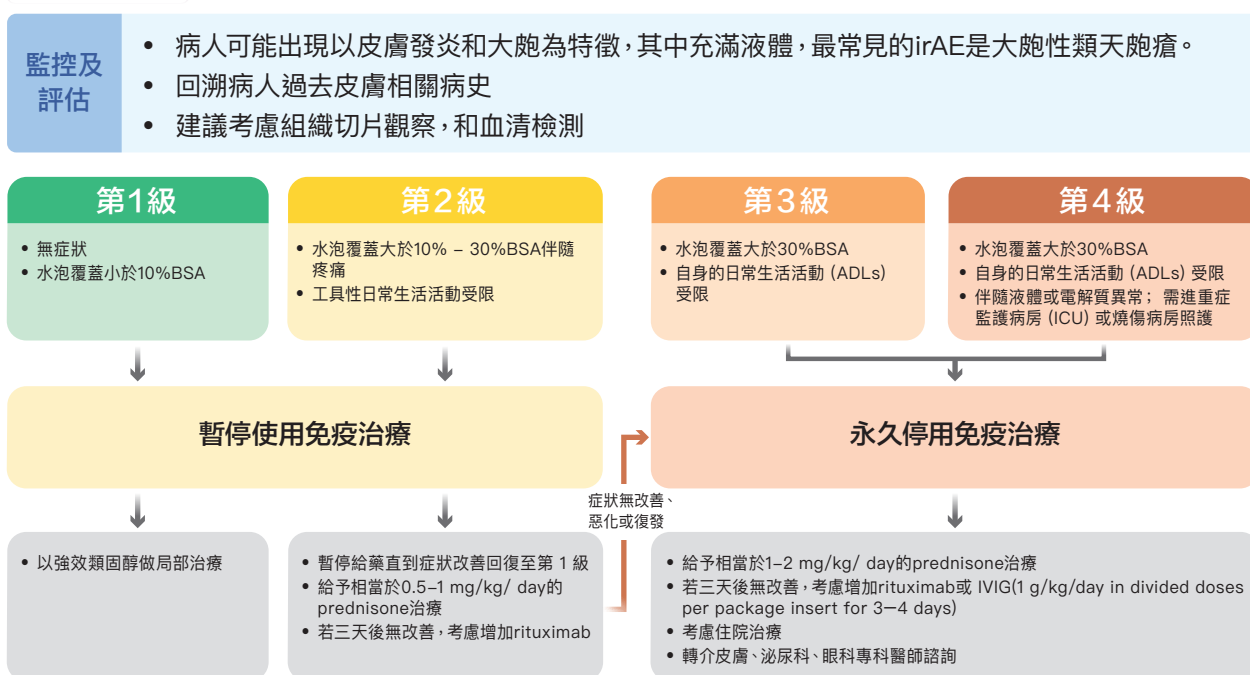 監控及
評估
• 病人可能出現以皮膚發炎和大皰為特徵，其中充滿液體，最常見的irAE是大皰性類天皰瘡。
• 回溯病人過去皮膚相關病史
• 建議考慮組織切片觀察，和血清檢測
第1級
• 無症狀
• 水泡覆蓋小於10%BSA
第2級
• 水泡覆蓋大於10% – 30%BSA伴隨
疼痛
• 工具性日常生活活動受限
第3級
• 水泡覆蓋大於30%BSA
• 自身的日常生活活動 (ADLs)
受限
第4級
• 水泡覆蓋大於30%BSA
• 自身的日常生活活動 (ADLs) 受限
• 伴隨液體或電解質異常； 需進重症
監護病房 (ICU) 或燒傷病房照護
暫停使用免疫治療
永久停用免疫治療
症狀無改善、
惡化或復發
• 以強效類固醇做局部治療
• 暫停給藥直到症狀改善回復至第 1 級
• 給予相當於0.5–1 mg/kg/ day的
prednisone治療
• 若三天後無改善，考慮增加rituximab
• 給予相當於1–2 mg/kg/ day的prednisone治療
• 若三天後無改善，考慮增加rituximab或 IVIG(1 g/kg/day in divided doses
per package insert for 3—4 days)
• 考慮住院治療
• 轉介皮膚、泌尿科、眼科專科醫師諮詢